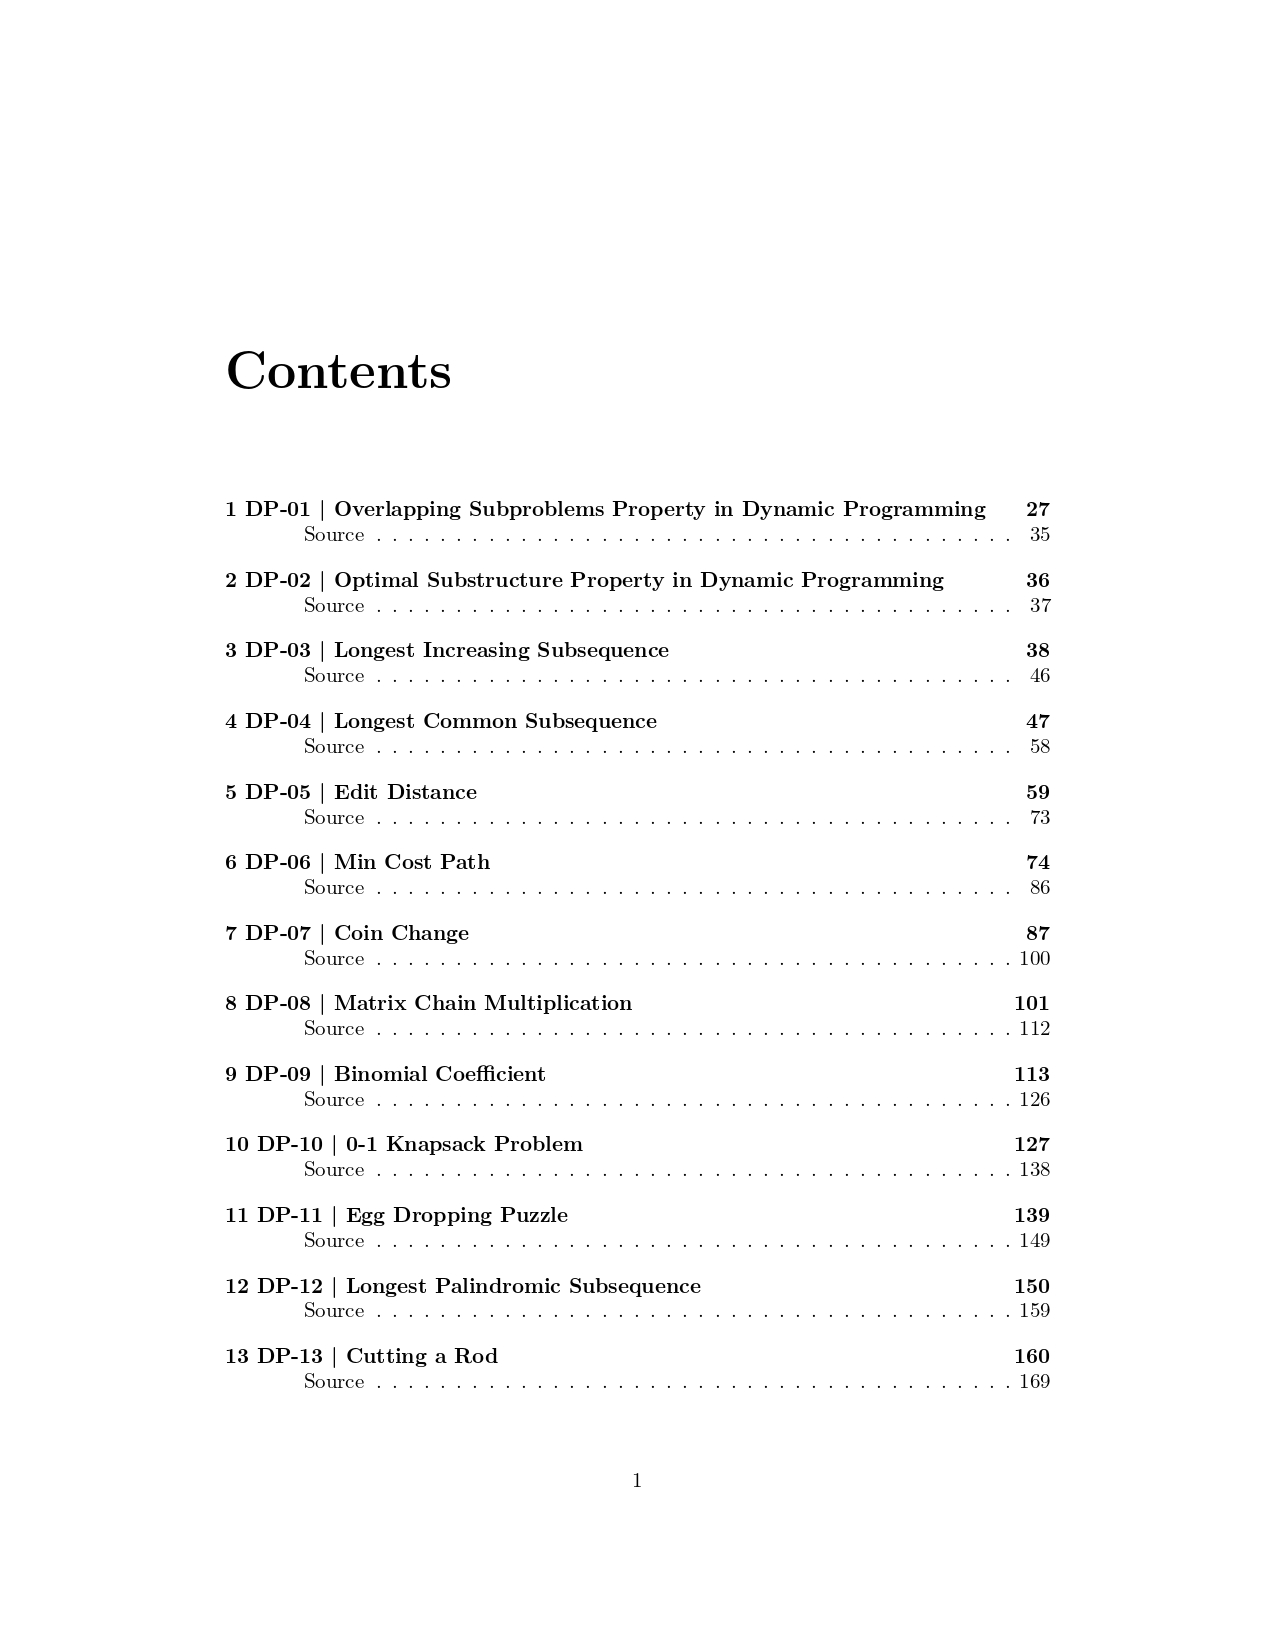 Contents
1 DP-01 | Overlapping Subproblems Property in Dynamic Programming 27
Source . . . . . . . . . . . . . . . . . . . . . . . . . . . . . . . . . . . . . . . . 35
2 DP-02 | Optimal Substructure Property in Dynamic Programming 36
Source . . . . . . . . . . . . . . . . . . . . . . . . . . . . . . . . . . . . . . . . 37
3 DP-03 | Longest Increasing Subsequence 38
Source . . . . . . . . . . . . . . . . . . . . . . . . . . . . . . . . . . . . . . . . 46
4 DP-04 | Longest Common Subsequence 47
Source . . . . . . . . . . . . . . . . . . . . . . . . . . . . . . . . . . . . . . . . 58
5 DP-05 | Edit Distance 59
Source . . . . . . . . . . . . . . . . . . . . . . . . . . . . . . . . . . . . . . . . 73
6 DP-06 | Min Cost Path 74
Source . . . . . . . . . . . . . . . . . . . . . . . . . . . . . . . . . . . . . . . . 86
7 DP-07 | Coin Change 87
Source . . . . . . . . . . . . . . . . . . . . . . . . . . . . . . . . . . . . . . . . 100
8 DP-08 | Matrix Chain Multiplication 101
Source . . . . . . . . . . . . . . . . . . . . . . . . . . . . . . . . . . . . . . . . 112
9 DP-09 | Binomial Coefficient 113
Source . . . . . . . . . . . . . . . . . . . . . . . . . . . . . . . . . . . . . . . . 126
10 DP-10 | 0-1 Knapsack Problem 127
Source . . . . . . . . . . . . . . . . . . . . . . . . . . . . . . . . . . . . . . . . 138
11 DP-11 | Egg Dropping Puzzle 139
Source . . . . . . . . . . . . . . . . . . . . . . . . . . . . . . . . . . . . . . . . 149
12 DP-12 | Longest Palindromic Subsequence 150
Source . . . . . . . . . . . . . . . . . . . . . . . . . . . . . . . . . . . . . . . . 159
13 DP-13 | Cutting a Rod 160
Source . . . . . . . . . . . . . . . . . . . . . . . . . . . . . . . . . . . . . . . . 169
1